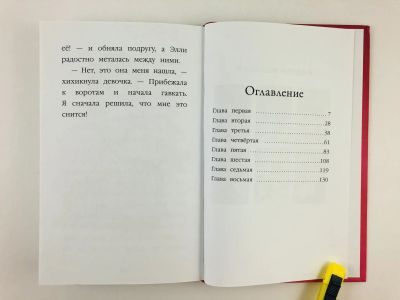 её! — и обняла подругу, а Элли
радостно металась между ними.
— Нет, это она меня нашла, —
хихикнула девочка. — Прибежала
к воротам и начала гавкать.
Я сначала решила, что мне это
снится!
Оглавление
Глава первая 7
Глава вторая 28
Глава третья 38
Глава четвёртая 61
Глава пятая 83
Глава шестая 108
Глава седьмая 119
Глава восьмая 130